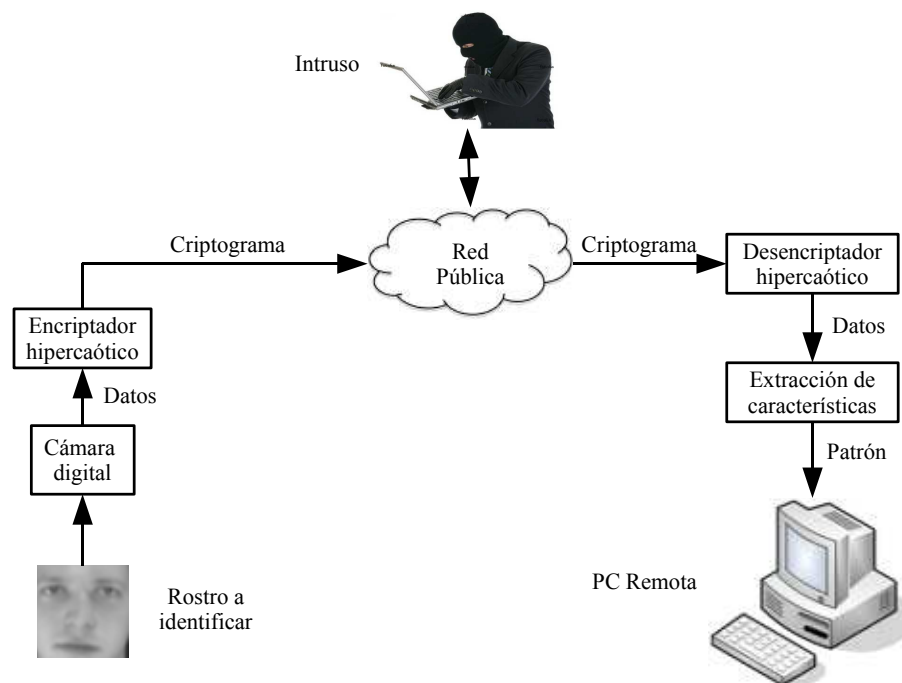 Intruso
Criptograma
Red
Pública
Criptograma
Desencriptador
hipercaótico
Encriptador
hipercaótico
Datos
Datos
Extracción de
características
Cámara
digital
Patrón
Rostro a
identificar
PC Remota